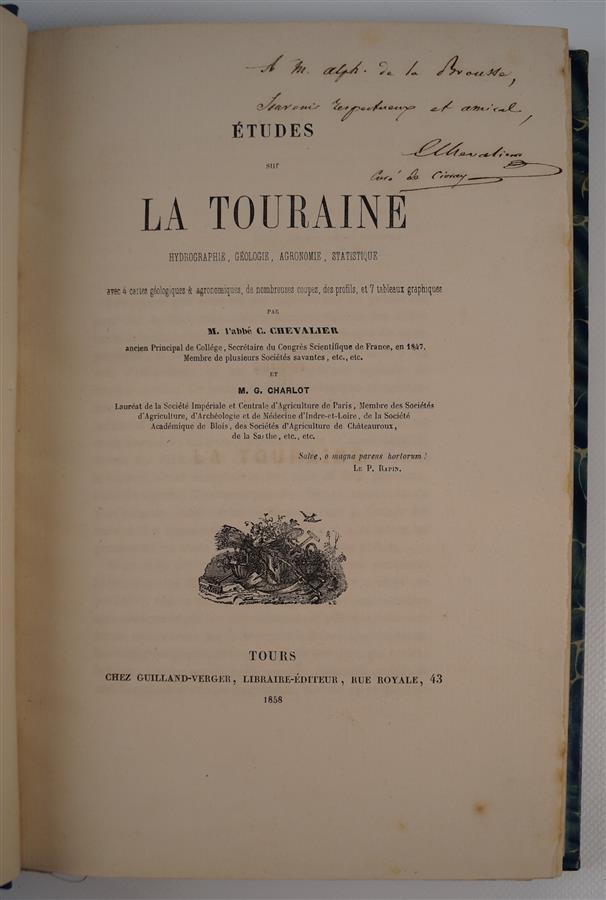 A M. Alph. de la Brousse,
Souvenir respectueux et amical,
CChevalier
Curé de Civray
ÉTUDES
sur
LA TOURAINE
HYDROGRAPHIE, GÉOLOGIE, AGRONOMIE, STATISTIQUE
avec 4 cartes géologiques & agronomiques, de nombreuses coupes, des profils, et 7 tableaux graphiques
PAR
M. l'abbé C. CHEVALIER
ancien Principal de Collége, Secrétaire du Congrès Scientifique de France, en 1847,
Membre de plusieurs Sociétés savantes, etc., etc.
ET
M. G. CHARLOT
Lauréat de la Société Impériale et Centrale d'Agriculture de Paris, Membre des Sociétés
d'Agriculture, d'Archéologie et de Médecine d'Indre-et-Loire, de la Société
Académique de Blois, des Sociétés d'Agriculture de Châteauroux,
de la Sarthe, etc., etc.
Salve, o magna parens hortorum!
LE P. RAPIN.
TOURS
CHEZ GUILLAND-VERGER, LIBRAIRE-ÉDITEUR, RUE ROYALE, 43
1858